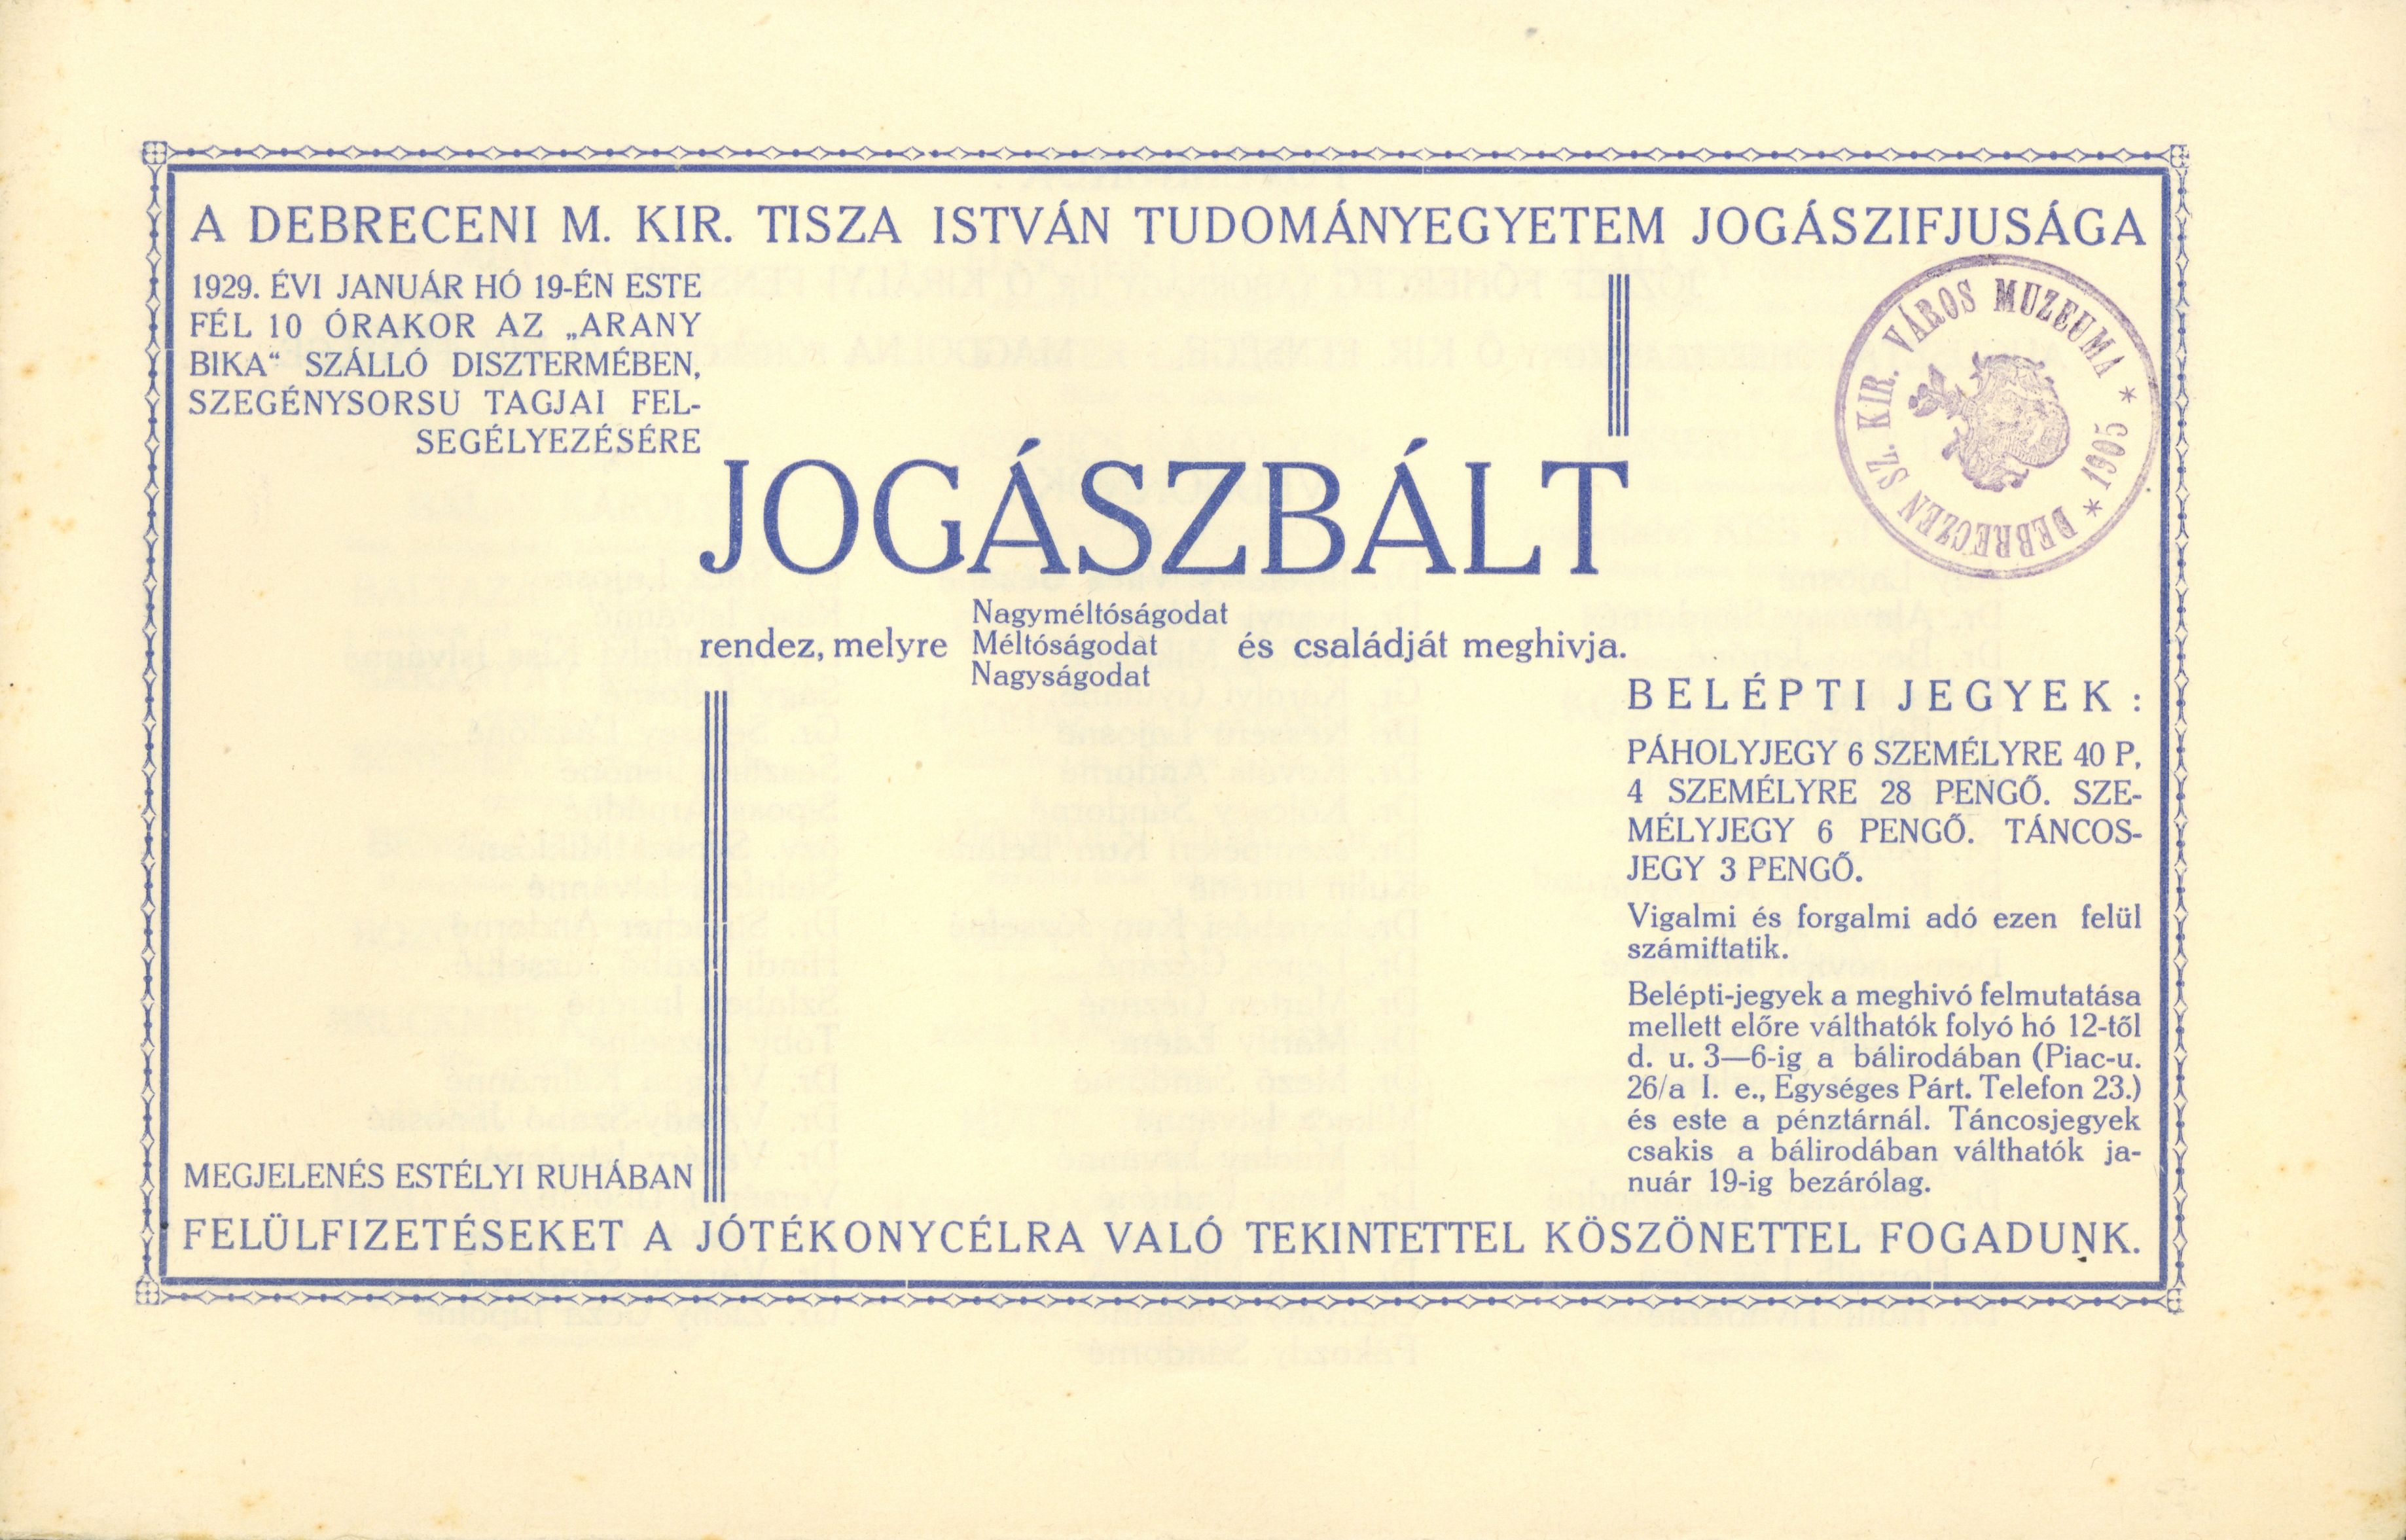 A DEBRECENI M. KIR. TISZA ISTVÁN TUDOMÁNYEGYETEM JOGÁSZIFJUSÁGA
1929. ÉVI JANUÁR HÓ 19-ÉN ESTE
FÉL 10 ÓRAKOR AZ „ARANY
BIKA“ SZÁLLÓ DISZTERMÉBEN,
SZEGÉNYSORSU TAGJAI FEL-
SEGÉLYEZÉSÉRE
DEBRECZEN SZ. KIR. VÁROS MUZEUMA * 1905 *
JOGÁSZBÁLT
rendez, melyre Nagyméltóságodat
Méltóságodat
Nagyságodat
és családját meghivja.
BELÉPTI JEGYEK:
PÁHOLYJEGY 6 SZEMÉLYRE 40 P,
4 SZEMÉLYRE 28 PENGŐ. SZE-
MÉLYJEGY 6 PENGŐ. TÁNCOS-
JEGY 3 PENGŐ.
Vigalmi és forgalmi adó ezen felül
számittatik.
Belépti-jegyek a meghivó felmutatása
mellett előre válthatók folyó hó 12-től
d. u. 3—6-ig a bálirodában (Piac-u.
26/a I. e., Egységes Párt. Telefon 23.)
és este a pénztárnál. Táncosjegyek
csakis a bálirodában válthatók ja-
nuár 19-ig bezárólag.
MEGJELENÉS ESTÉLYI RUHÁBAN
FELÜLFIZETÉSEKET A JÓTÉKONYCÉLRA VALÓ TEKINTETTEL KÖSZÖNETTEL FOGADUNK.